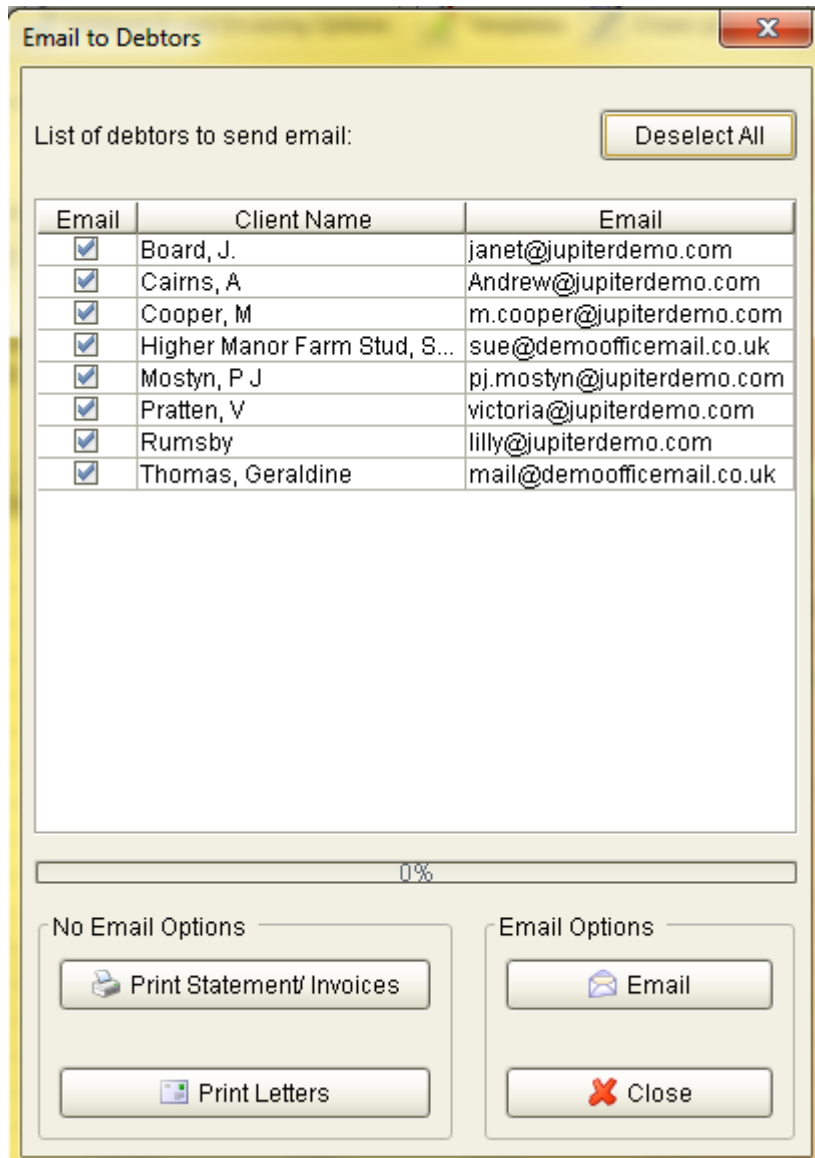 Email to Debtors
List of debtors to send email: Deselect All
Email Client Name Email
Board, J. janet@jupiterdemo.com
Cairns, A Andrew@jupiterdemo.com
Cooper, M m.cooper@jupiterdemo.com
Higher Manor Farm Stud, S... sue@demoofficemail.co.uk
Mostyn, P J pj.mostyn@jupiterdemo.com
Pratten, V victoria@jupiterdemo.com
Rumsby lilly@jupiterdemo.com
Thomas, Geraldine mail@demoofficemail.co.uk
0%
No Email Options Email Options
Print Statement/ Invoices Email
Print Letters Close